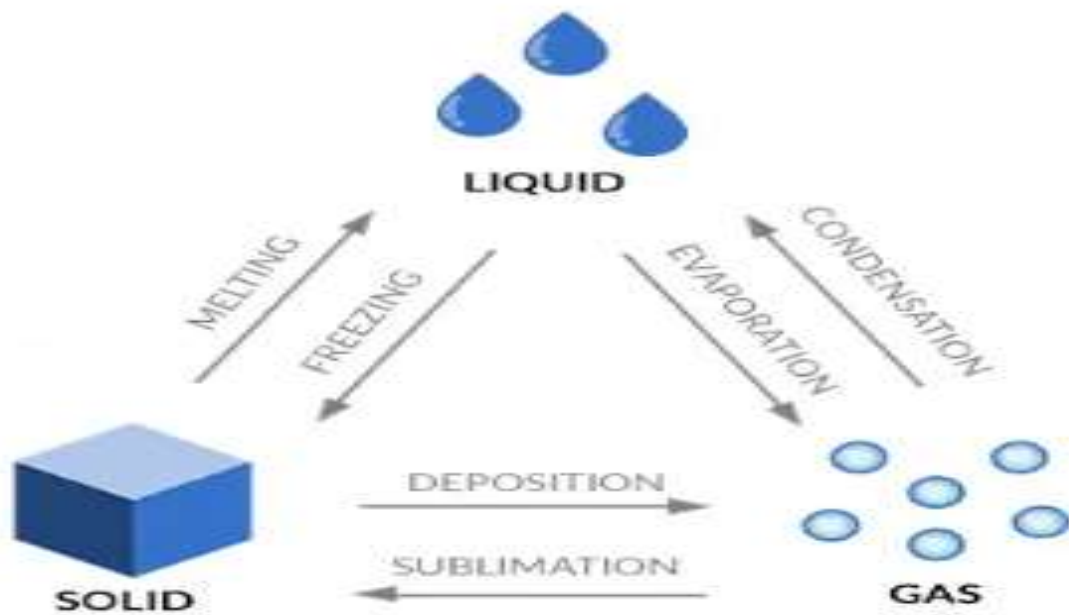 LIQUID
MELTING
FREEZING
EVAPORATION
CONDENSATION
DEPOSITION
SUBLIMATION
SOLID
GAS